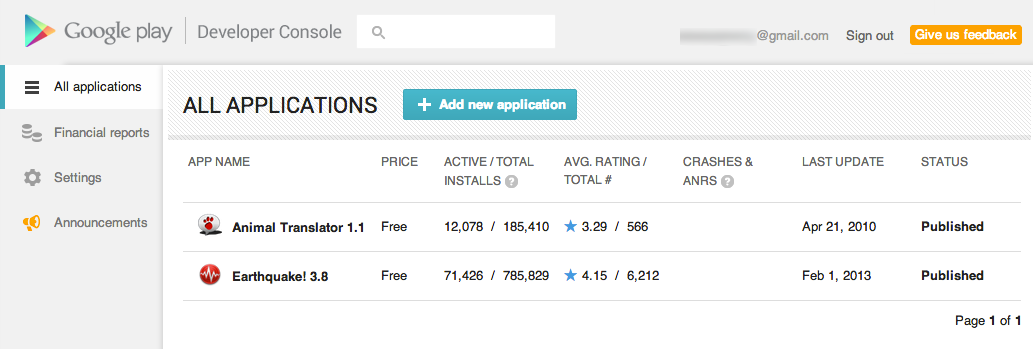 Google play Developer Console
@gmail.com Sign out Give us feedback
All applications
Financial reports
Settings
Announcements
ALL APPLICATIONS + Add new application
APP NAME PRICE ACTIVE / TOTAL INSTALLS ? AVG. RATING / TOTAL # CRASHES & ANRS ? LAST UPDATE STATUS
Animal Translator 1.1 Free 12,078 / 185,410 ★ 3.29 / 566 Apr 21, 2010 Published
Earthquake! 3.8 Free 71,426 / 785,829 ★ 4.15 / 6,212 Feb 1, 2013 Published
Page 1 of 1